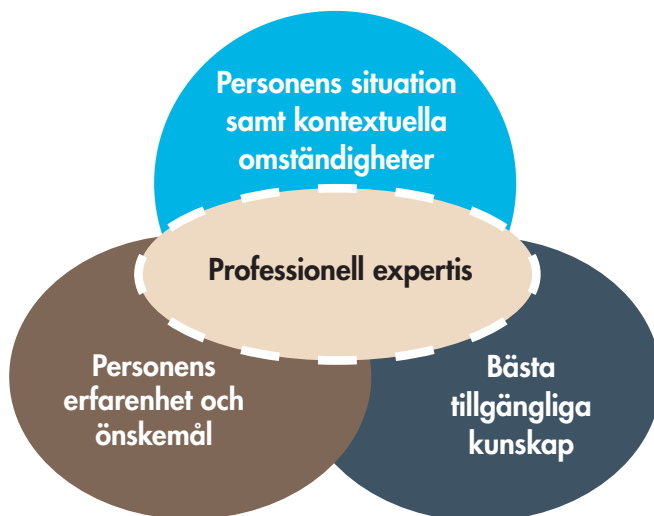 Personens situation
samt kontextuella
omständigheter
Professionell expertis
Personens
erfarenhet och
önskemål
Bästa
tillgängliga
kunskap